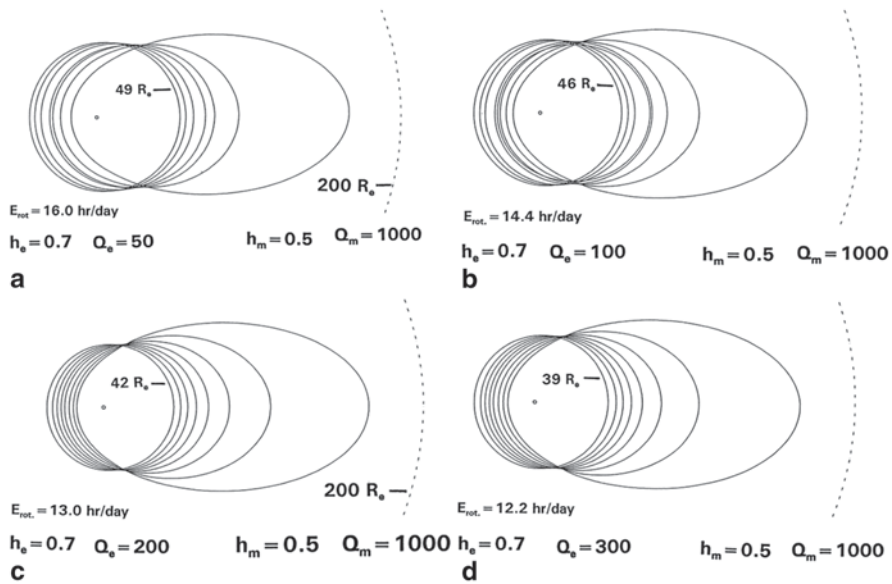 49 Rₑ
200 Rₑ
E_rot = 16.0 hr/day
hₑ = 0.7 Qₑ = 50 hₘ = 0.5 Qₘ = 1000
a
46 Rₑ
E_rot. = 14.4 hr/day
hₑ = 0.7 Qₑ = 100 hₘ = 0.5 Qₘ = 1000
b
42 Rₑ
200 Rₑ
E_rot. = 13.0 hr/day
hₑ = 0.7 Qₑ = 200 hₘ = 0.5 Qₘ = 1000
c
39 Rₑ
E_rot. = 12.2 hr/day
hₑ = 0.7 Qₑ = 300 hₘ = 0.5 Qₘ = 1000
d